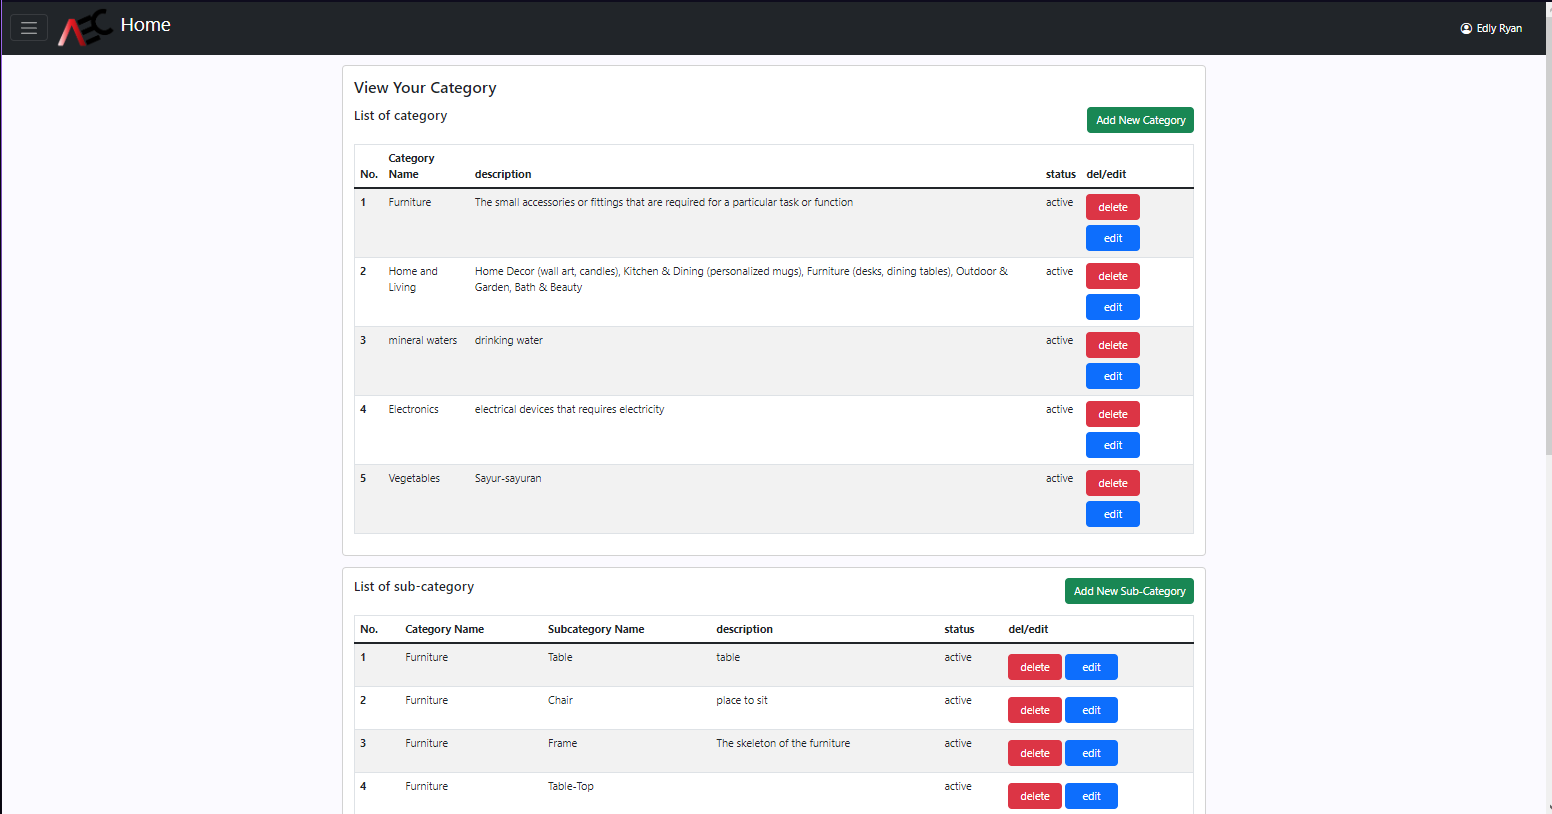 AEC Home
Edly Ryan
View Your Category
List of category
Add New Category
No. Category Name description status del/edit
1 Furniture The small accessories or fittings that are required for a particular task or function active delete
edit
2 Home and Living Home Decor (wall art, candles), Kitchen & Dining (personalized mugs), Furniture (desks, dining tables), Outdoor & Garden, Bath & Beauty active delete
edit
3 mineral waters drinking water active delete
edit
4 Electronics electrical devices that requires electricity active delete
edit
5 Vegetables Sayur-sayuran active delete
edit
List of sub-category
Add New Sub-Category
No. Category Name Subcategory Name description status del/edit
1 Furniture Table table active delete edit
2 Furniture Chair place to sit active delete edit
3 Furniture Frame The skeleton of the furniture active delete edit
4 Furniture Table-Top active delete edit